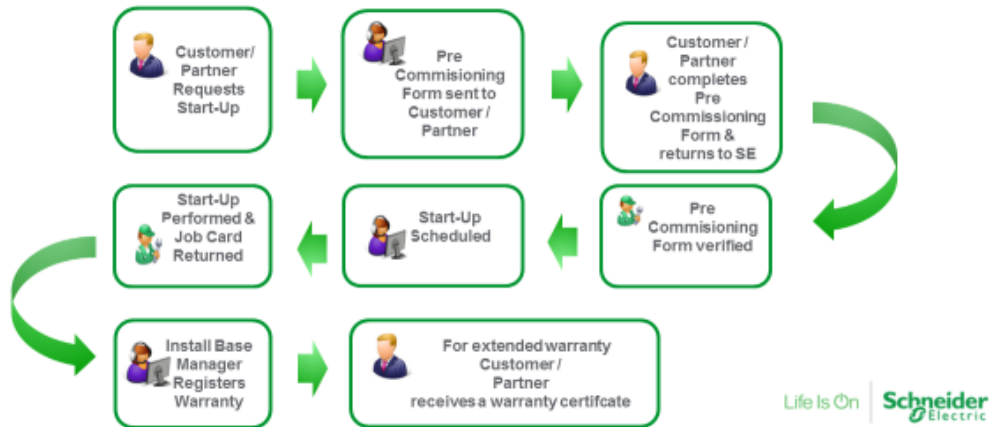 Customer/
Partner
Requests
Start-Up
Pre
Commisioning
Form sent to
Customer /
Partner
Customer /
Partner
completes
Pre
Commissioning
Form &
returns to SE
Pre
Commisioning
Form verified
Start-Up
Scheduled
Start-Up
Performed &
Job Card
Returned
Install Base
Manager
Registers
Warranty
For extended warranty
Customer /
Partner
receives a warranty certifcate
Life Is On
Schneider
Electric